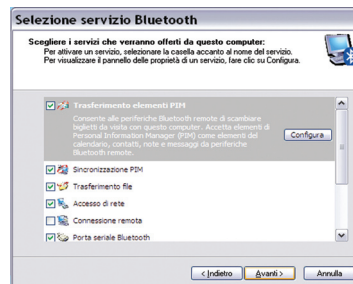 Selezione servizio Bluetooth
Scegliere i servizi che verranno offerti da questo computer:
Per attivare un servizio, selezionare la casella accanto al nome del servizio.
Per visualizzare il pannello delle proprietà di un servizio, fare clic su Configura.
Trasferimento elementi PIM
Consente alle periferiche Bluetooth remote di scambiare
biglietti da visita con questo computer. Accetta elementi di
Personal Information Manager (PIM) come elementi del
calendario, contatti, note e messaggi da periferiche
Bluetooth remote.
Configura
Sincronizzazione PIM
Trasferimento file
Accesso di rete
Connessione remota
Porta seriale Bluetooth
< Indietro
Avanti >
Annulla